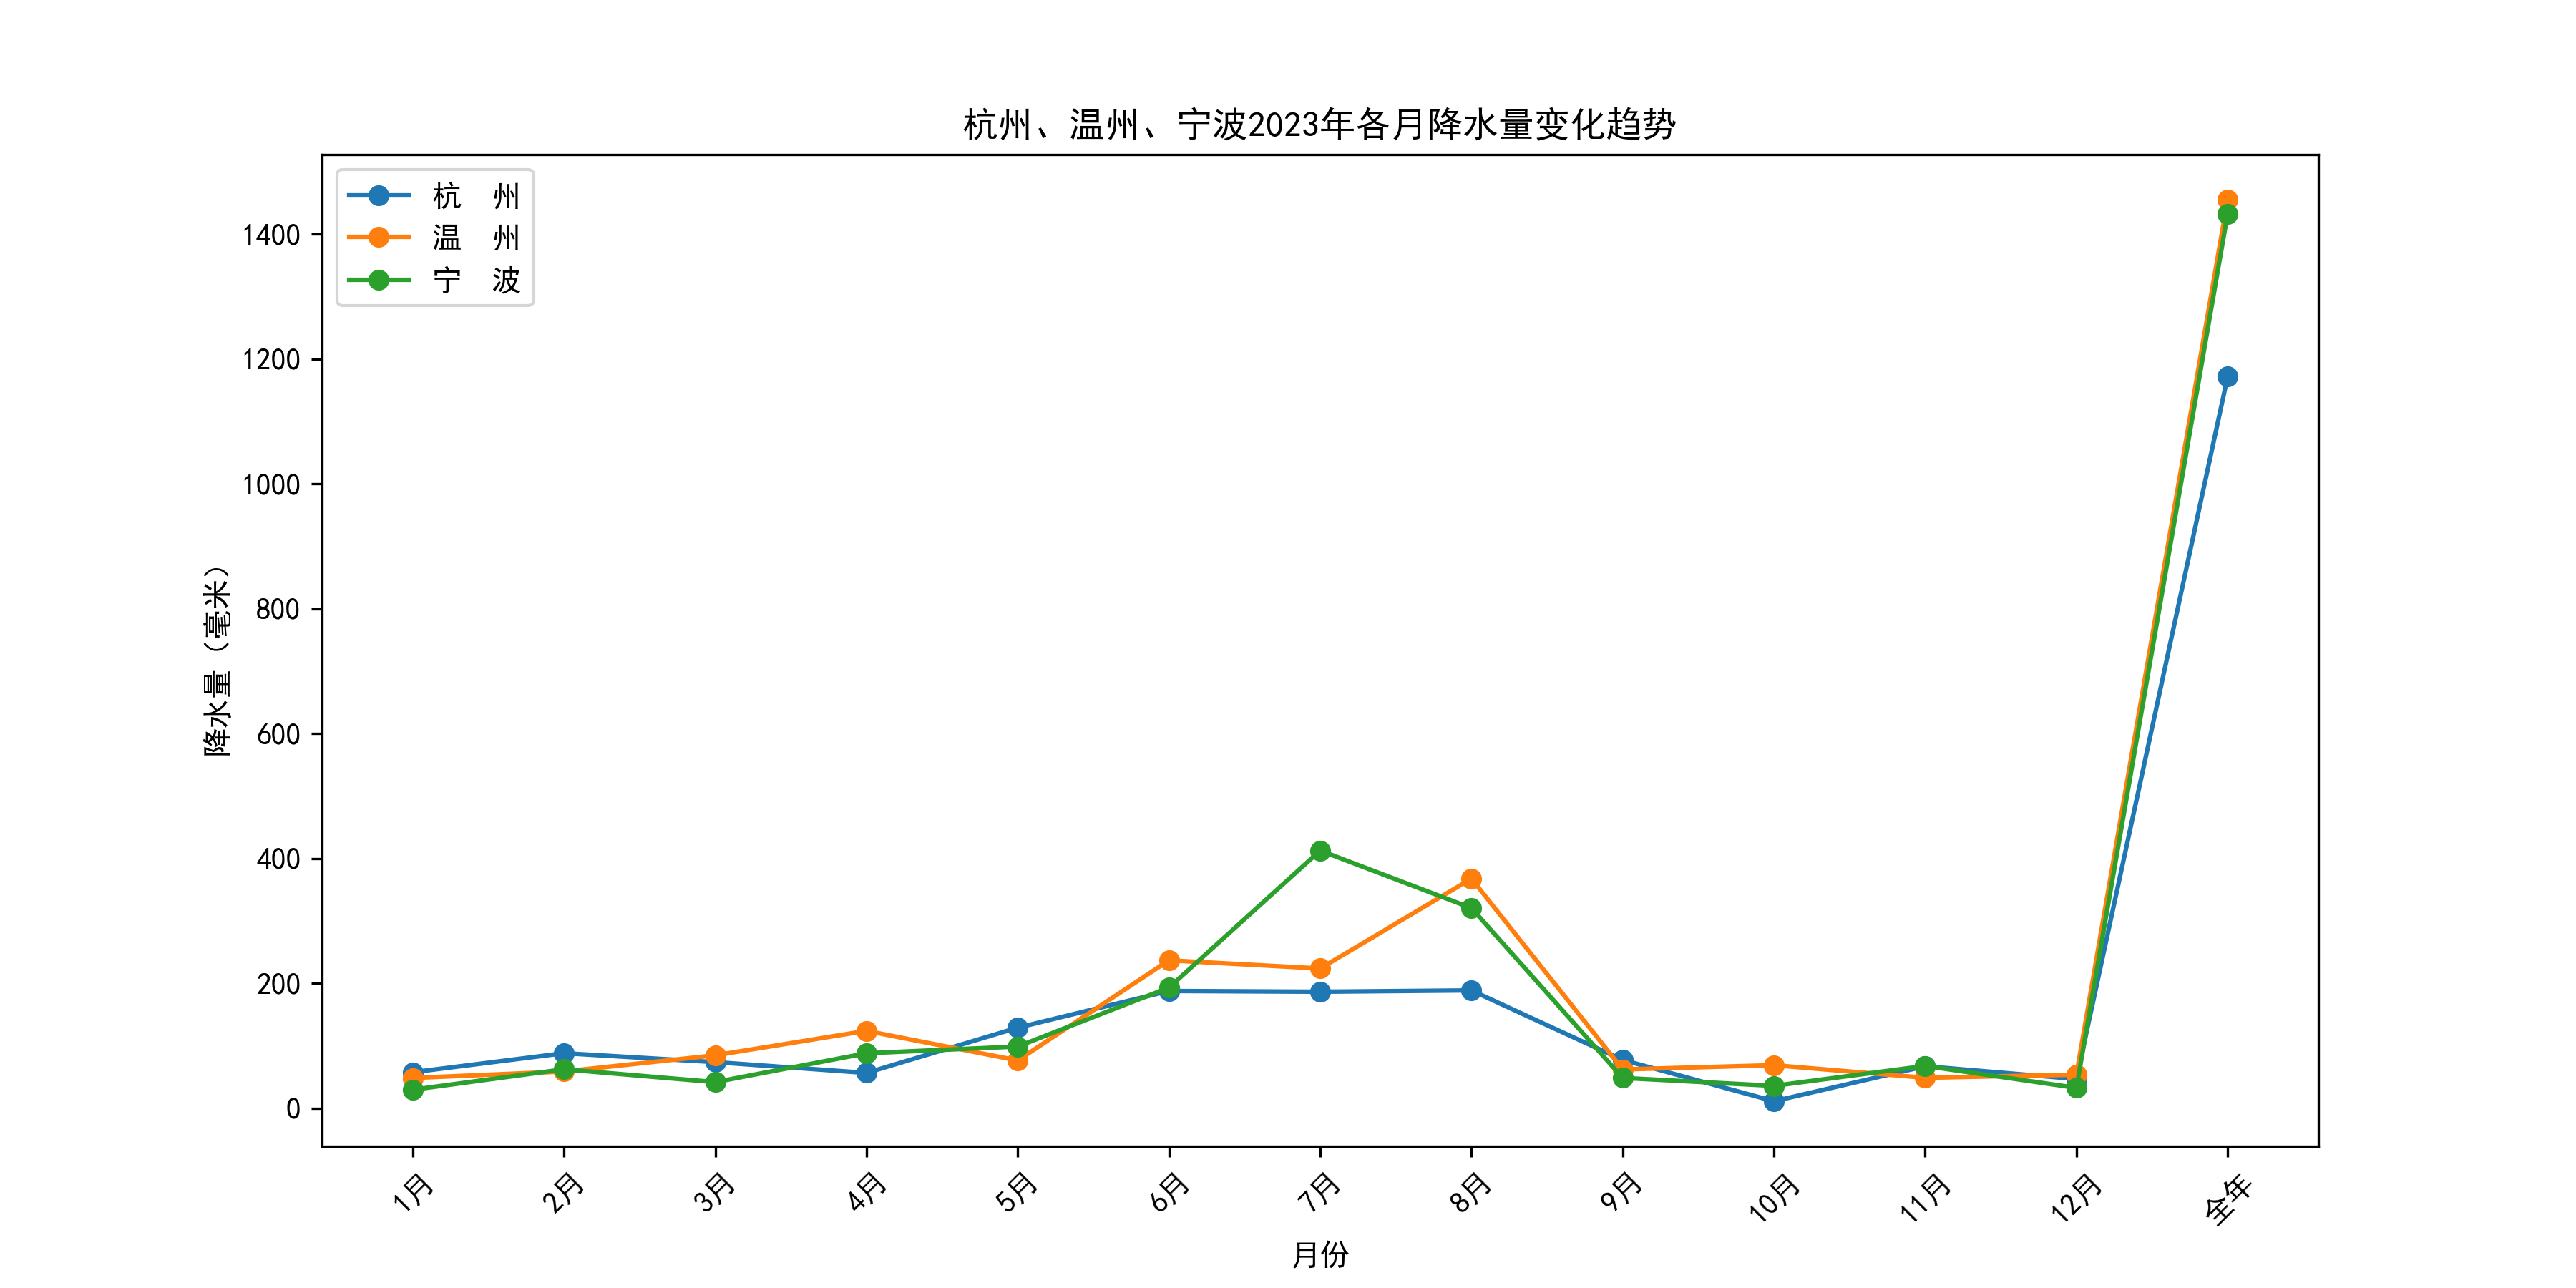 杭州、温州、宁波2023年各月降水量变化趋势
杭　州
温　州
宁　波
1400
1200
1000
800
600
400
200
0
降水量（毫米）
1月
2月
3月
4月
5月
6月
7月
8月
9月
10月
11月
12月
全年
月份